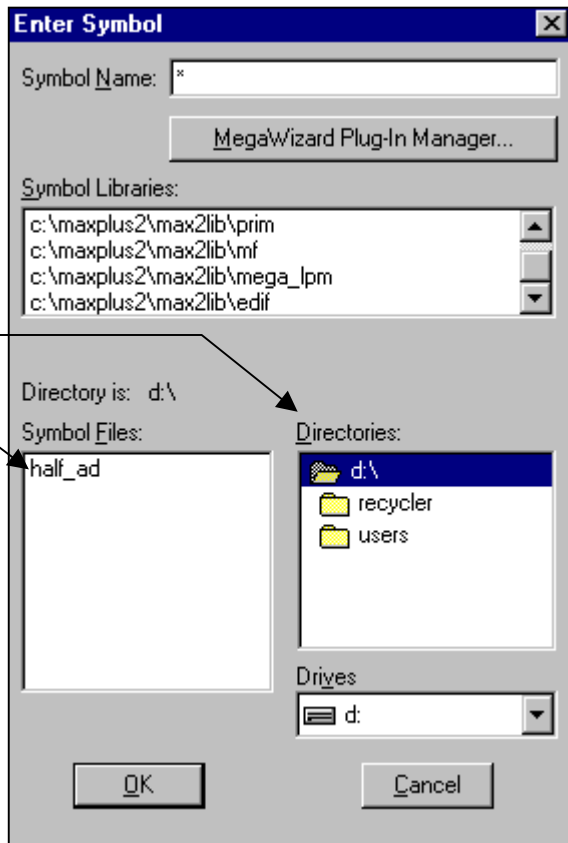 Enter Symbol
Symbol Name: *
MegaWizard Plug-In Manager...
Symbol Libraries:
c:\maxplus2\max2lib\prim
c:\maxplus2\max2lib\mf
c:\maxplus2\max2lib\mega_lpm
c:\maxplus2\max2lib\edif
Directory is: d:\
Symbol Files:
half_ad
Directories:
d:\
recycler
users
Drives
d:
OK
Cancel